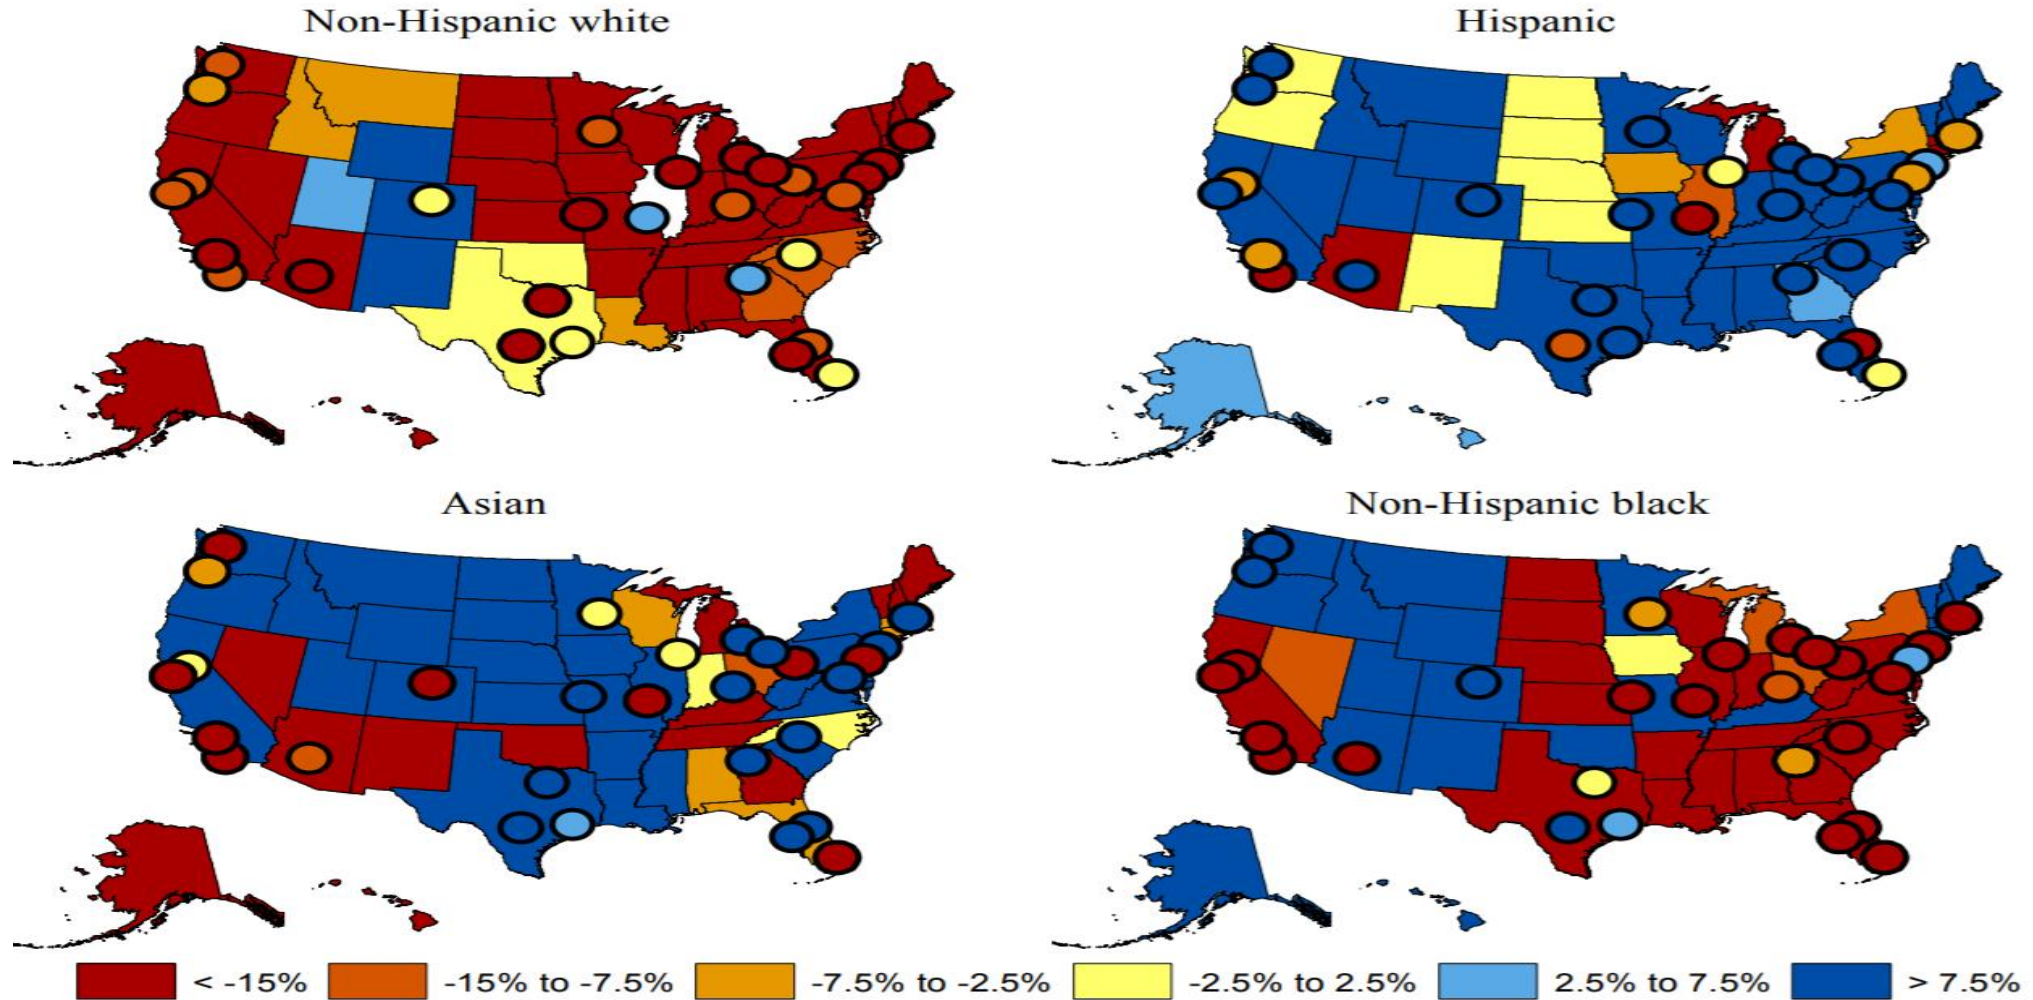 Non-Hispanic white
Hispanic
Asian
Non-Hispanic black
< -15%
-15% to -7.5%
-7.5% to -2.5%
-2.5% to 2.5%
2.5% to 7.5%
> 7.5%